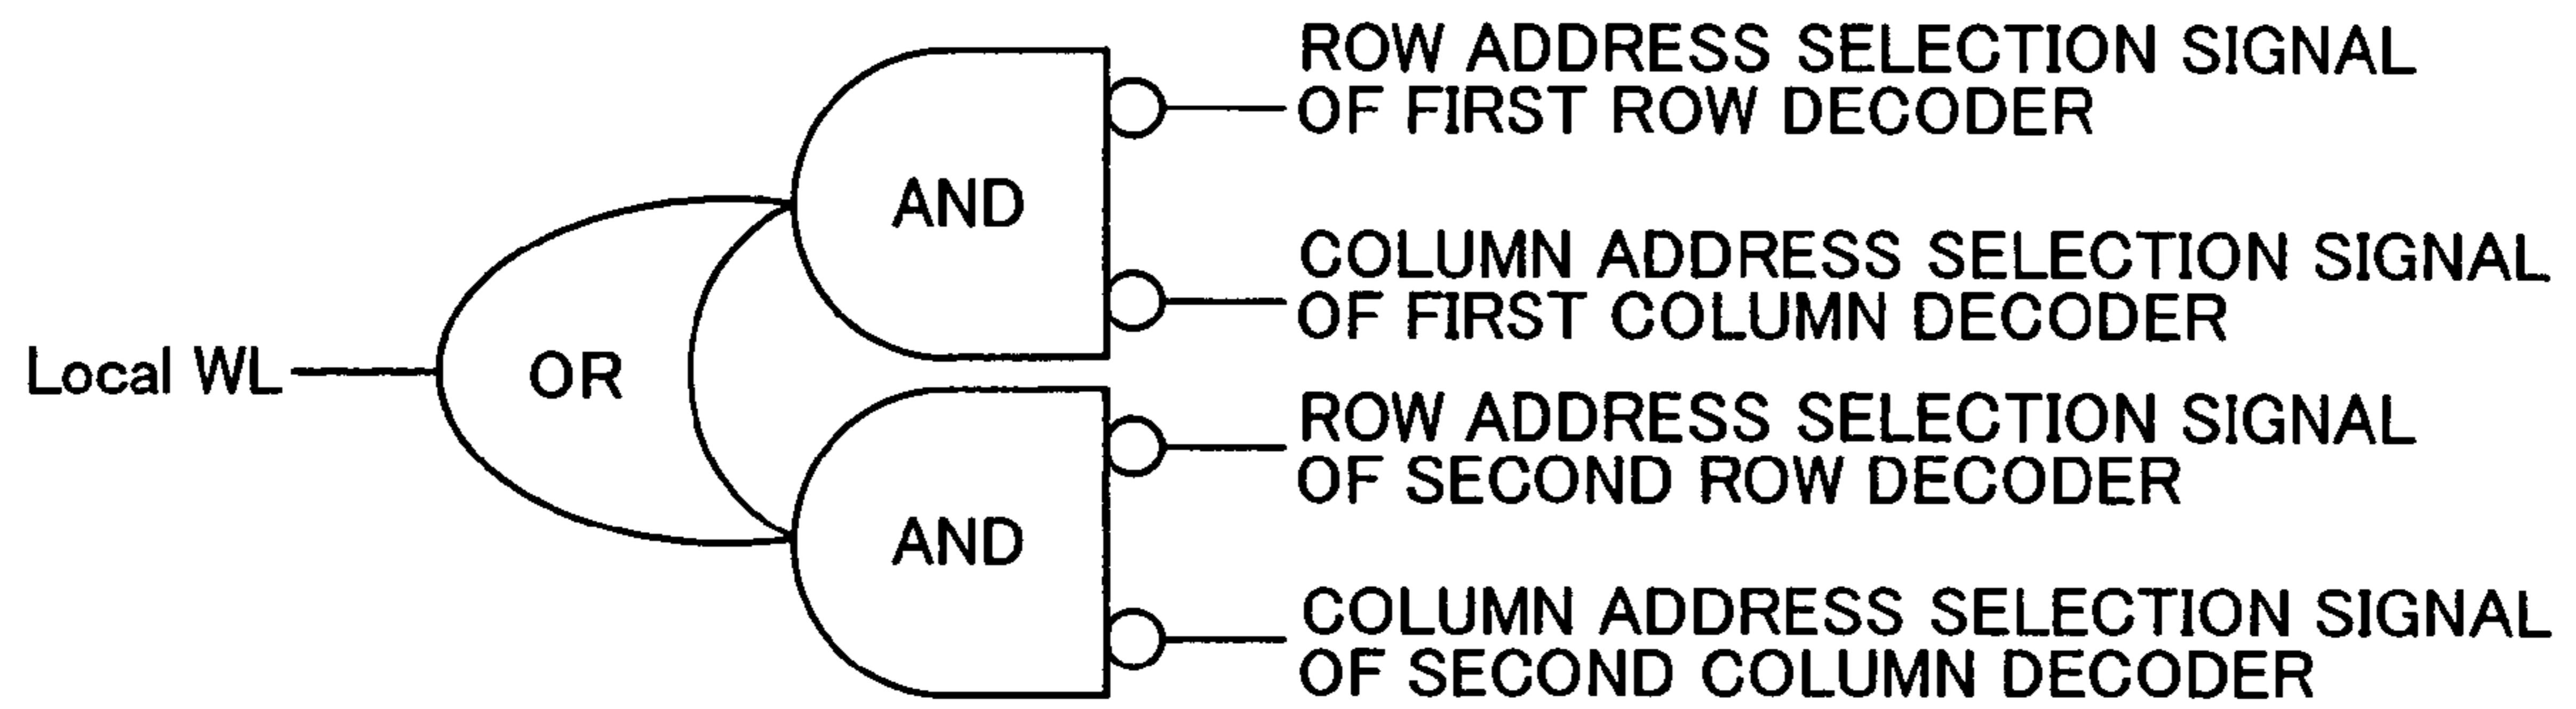 ROW ADDRESS SELECTION SIGNAL
OF FIRST ROW DECODER
AND
COLUMN ADDRESS SELECTION SIGNAL
OF FIRST COLUMN DECODER
Local WL
OR
ROW ADDRESS SELECTION SIGNAL
OF SECOND ROW DECODER
AND
COLUMN ADDRESS SELECTION SIGNAL
OF SECOND COLUMN DECODER